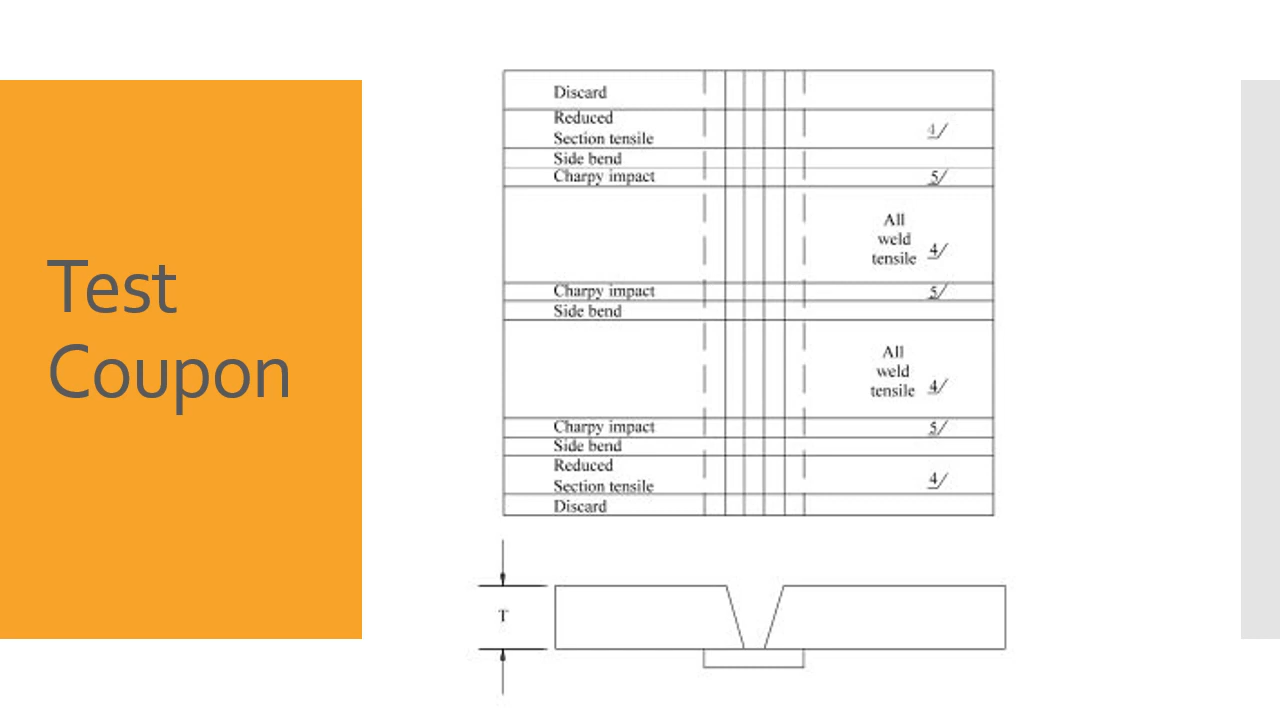 Test
Coupon
Discard
Reduced
Section tensile
4/
Side bend
Charpy impact
5/
All
weld
tensile
4/
Charpy impact
5/
Side bend
All
weld
tensile
4/
Charpy impact
5/
Side bend
Reduced
Section tensile
4/
Discard
T